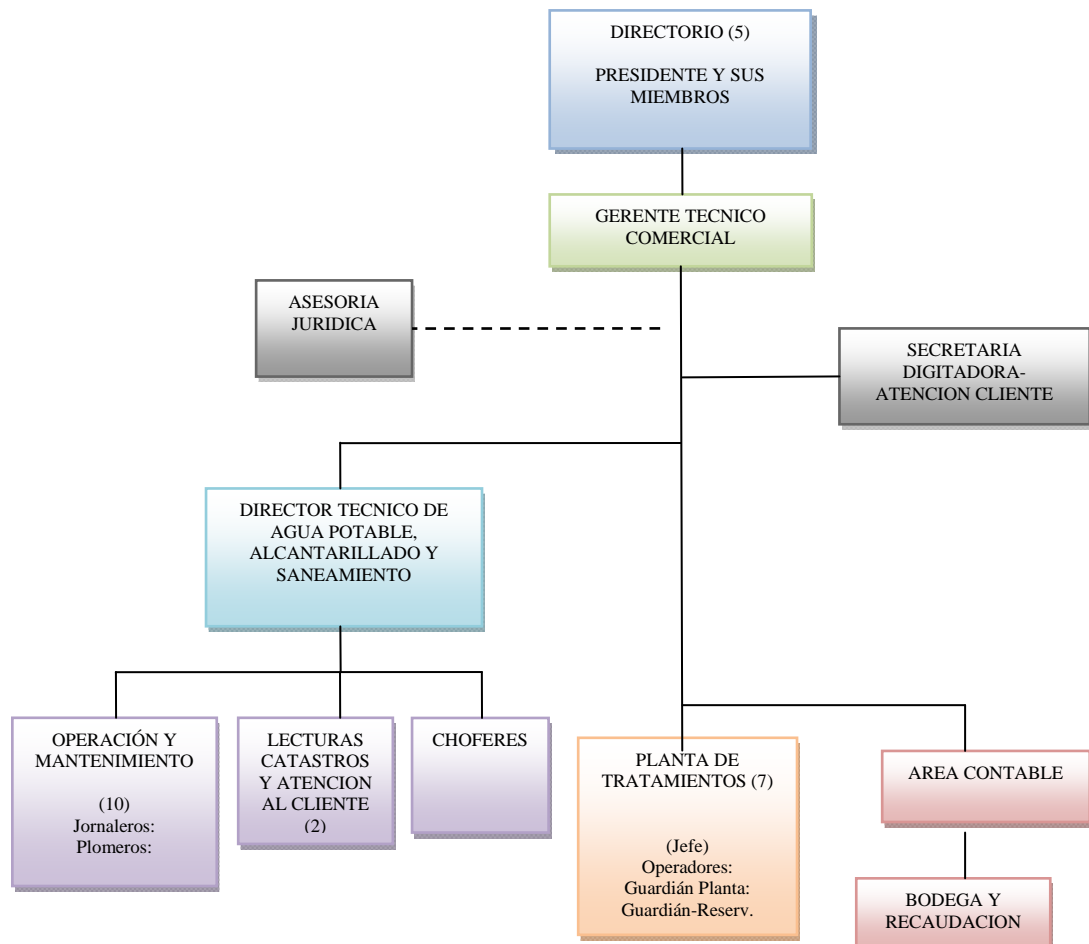 DIRECTORIO (5)
PRESIDENTE Y SUS
MIEMBROS
GERENTE TECNICO
COMERCIAL
ASESORIA
JURIDICA
SECRETARIA
DIGITADORA-
ATENCION CLIENTE
DIRECTOR TECNICO DE
AGUA POTABLE,
ALCANTARILLADO Y
SANEAMIENTO
OPERACIÓN Y
MANTENIMIENTO
(10)
Jornaleros:
Plomeros:
LECTURAS
CATASTROS
Y ATENCION
AL CLIENTE
(2)
CHOFERES
PLANTA DE
TRATAMIENTOS (7)
(Jefe)
Operadores:
Guardián Planta:
Guardián-Reserv.
AREA CONTABLE
BODEGA Y
RECAUDACION